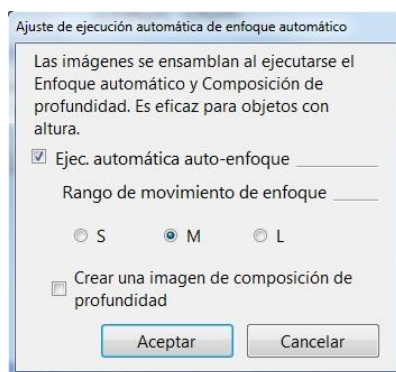 Ajuste de ejecución automática de enfoque automático
Las imágenes se ensamblan al ejecutarse el
Enfoque automático y Composición de
profundidad. Es eficaz para objetos con
altura.
Ejec. automática auto-enfoque
Rango de movimiento de enfoque
S M L
Crear una imagen de composición de
profundidad
Aceptar Cancelar